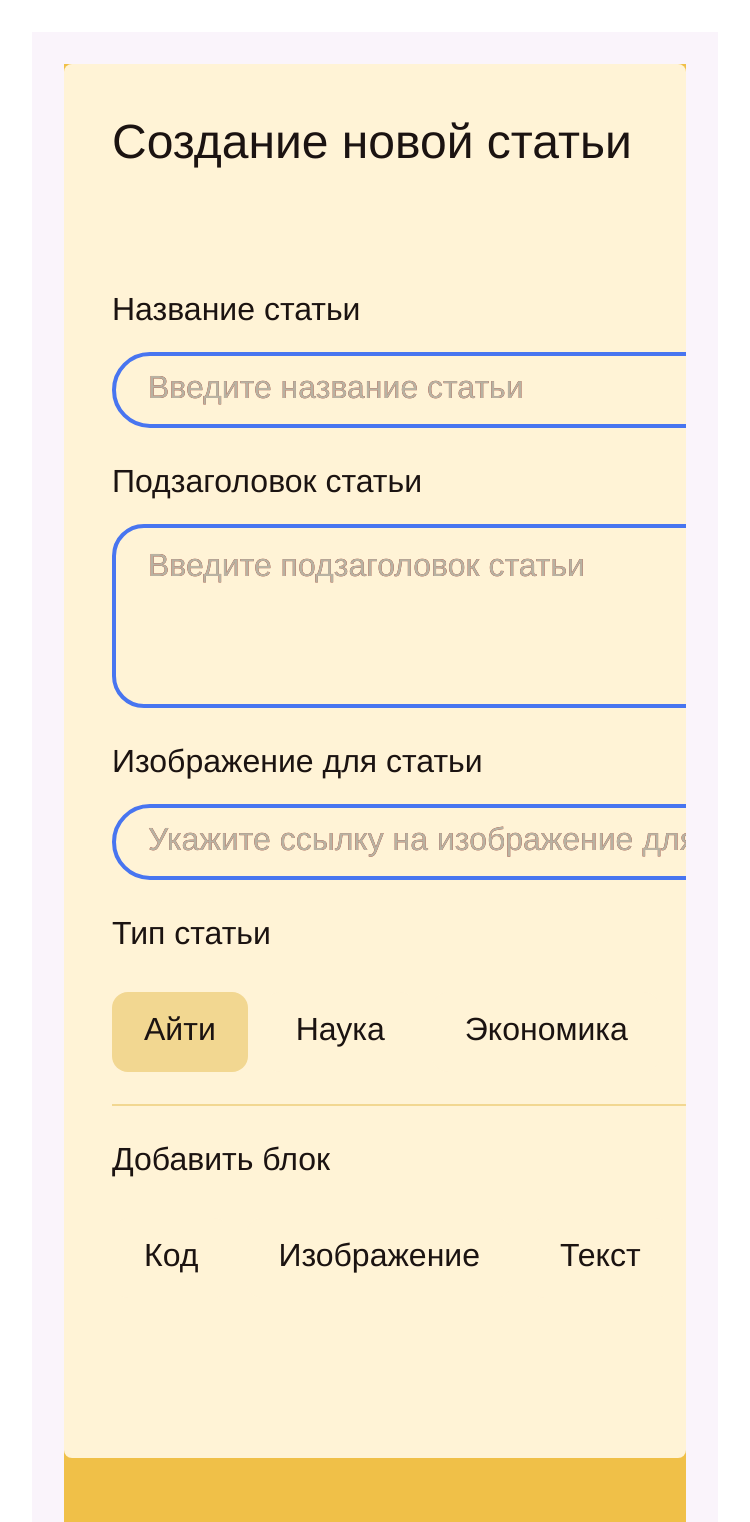 Создание новой статьи
Название статьи
Введите название статьи
Подзаголовок статьи
Введите подзаголовок статьи
Изображение для статьи
Укажите ссылку на изображение для
Тип статьи
Айти Наука Экономика
Добавить блок
Код Изображение Текст